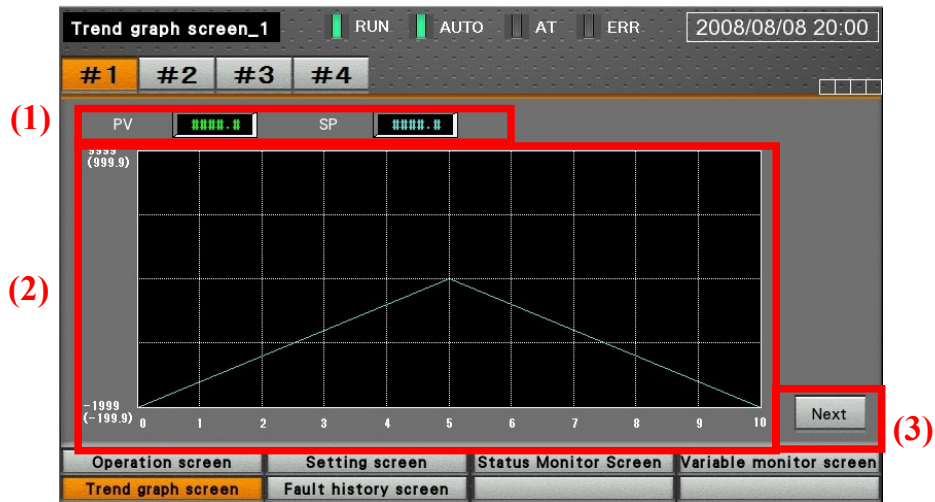 Trend graph screen_1 RUN AUTO AT ERR 2008/08/08 20:00
#1 #2 #3 #4
(1)
PV ####.# SP ####.#
9999
(999.9)
(2)
-1999
(-199.9) 0 1 2 3 4 5 6 7 8 9 10
Next
(3)
Operation screen Setting screen Status Monitor Screen Variable monitor screen
Trend graph screen Fault history screen